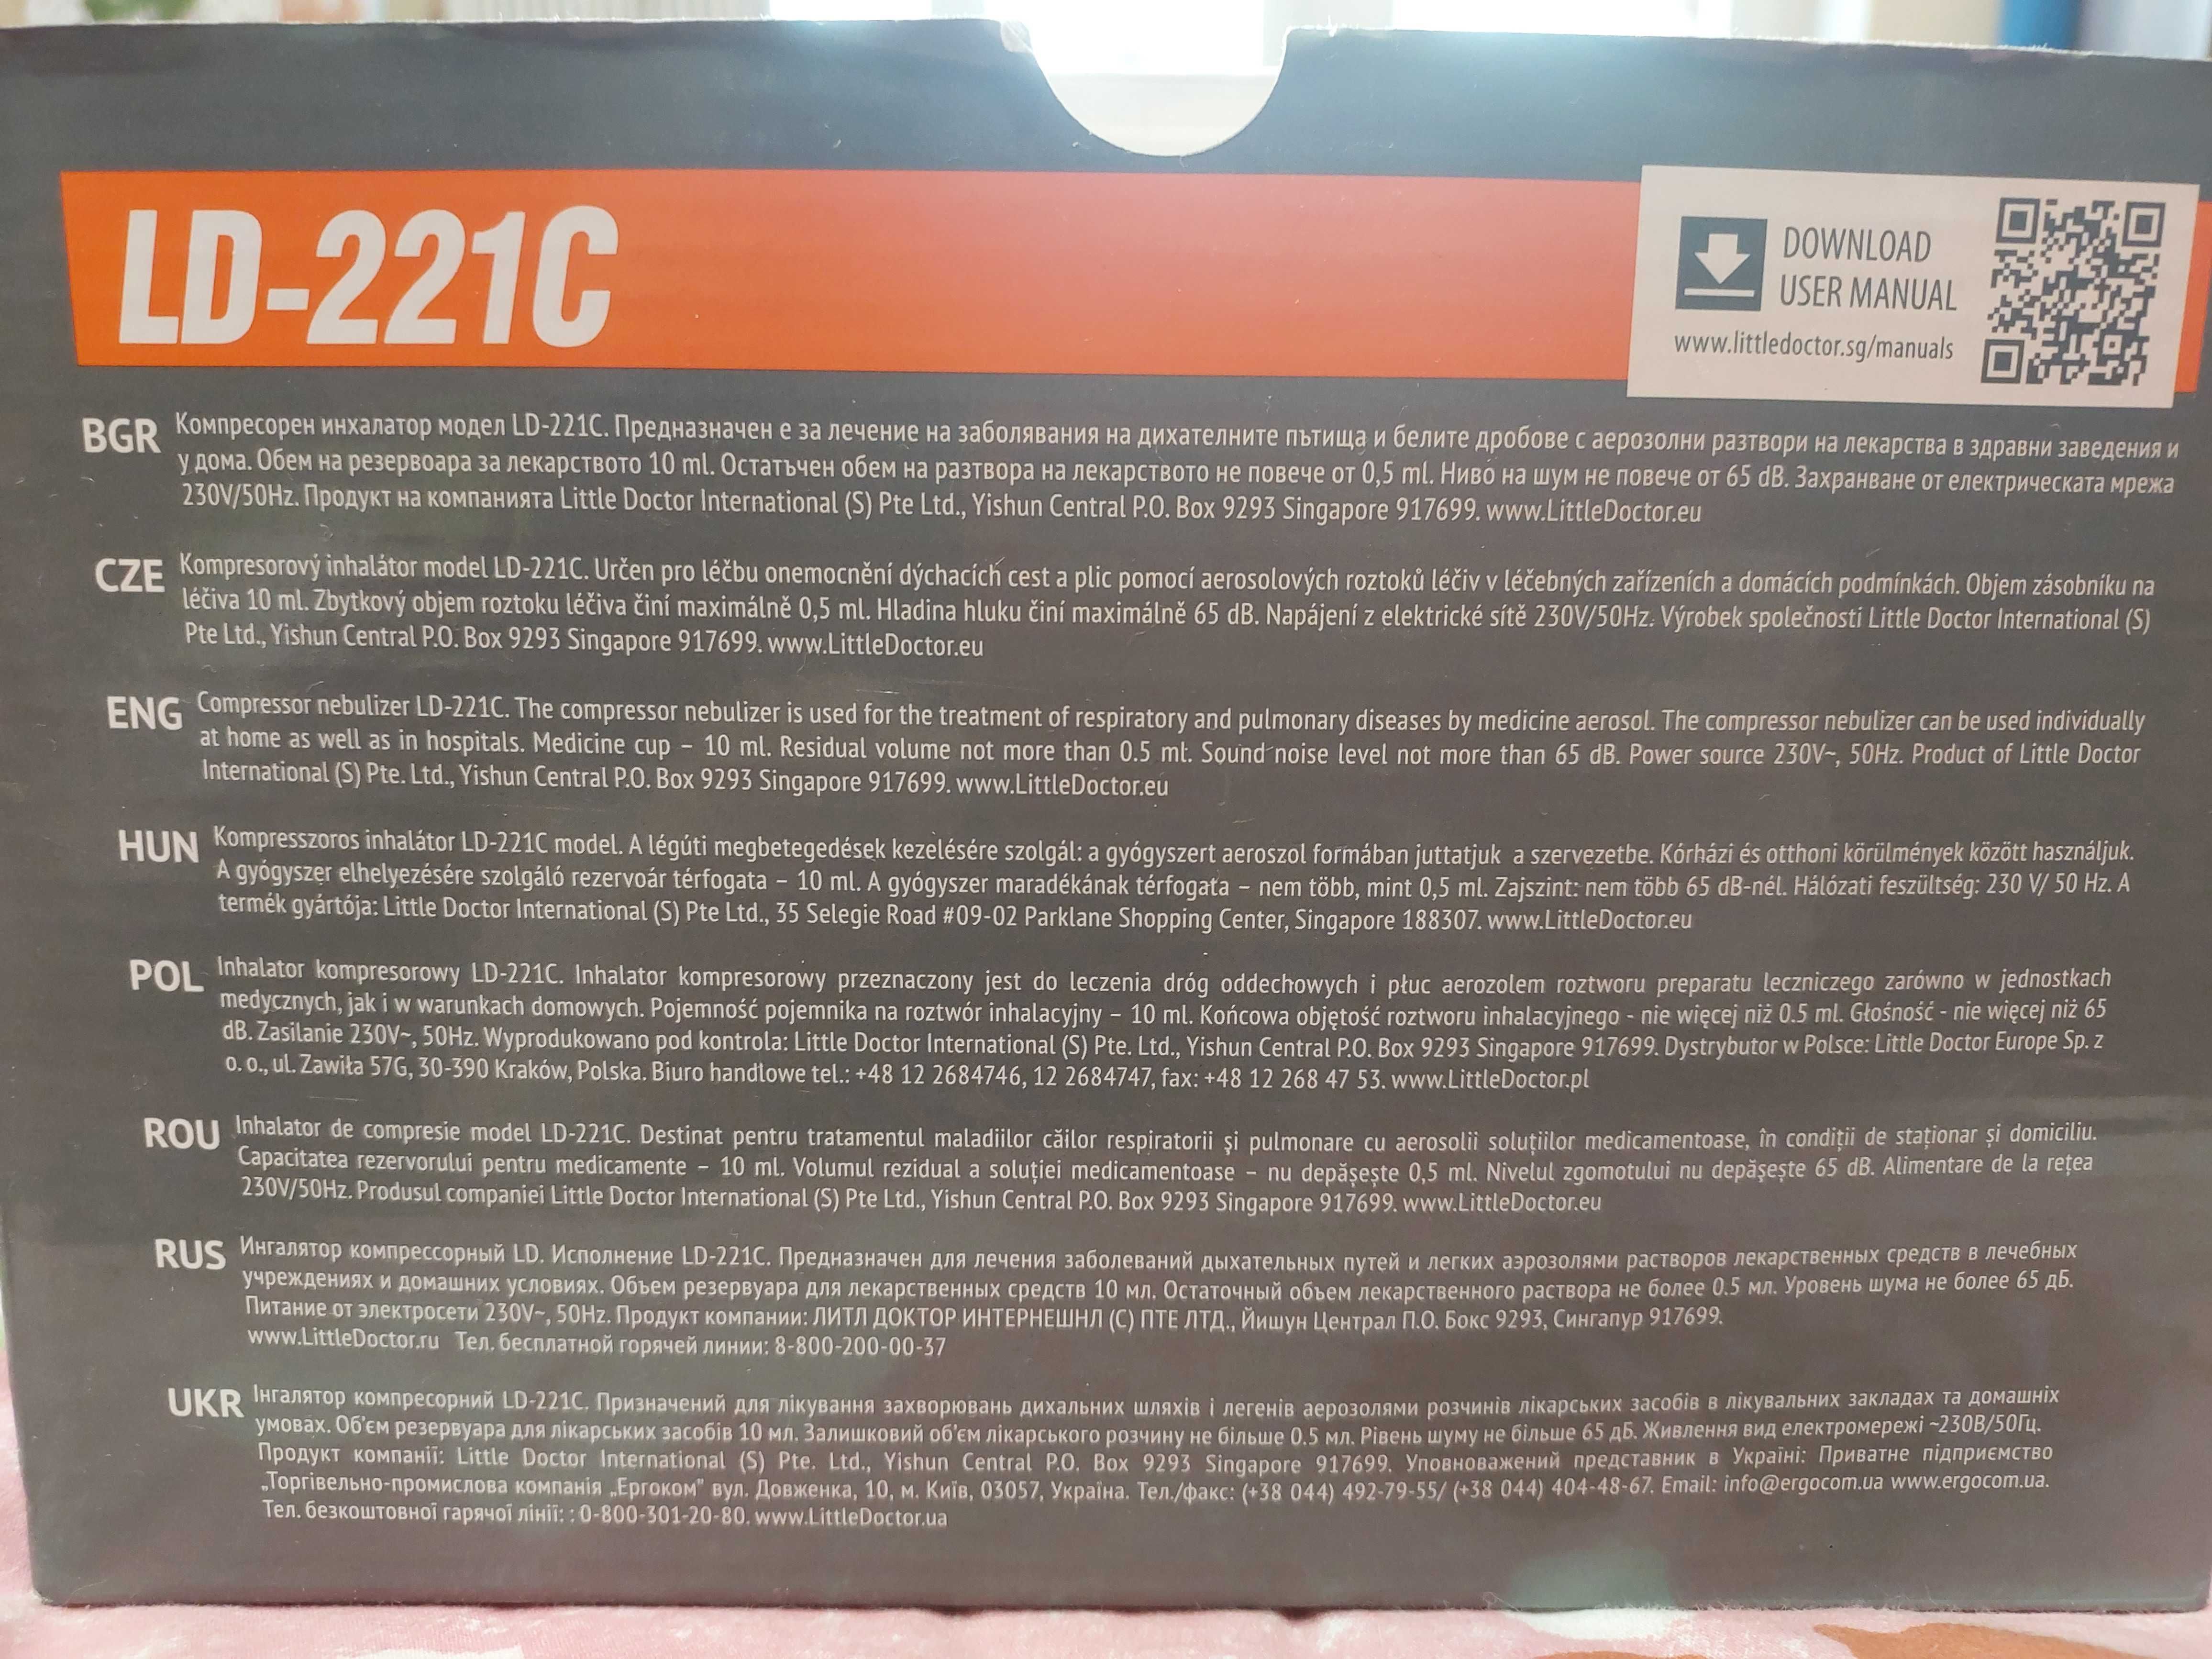 LD-221C
DOWNLOAD
USER MANUAL
www.littledoctor.sg/manuals
BGR Компресорен инхалатор модел LD-221C. Предназначен е за лечение на заболявания на дихателните пътища и белите дробове с аерозолни разтвори на лекарства в здравни заведения и
у дома. Обем на резервоара за лекарството 10 ml. Остатъчен обем на разтвора на лекарството не повече от 0,5 ml. Ниво на шум не повече от 65 dB. Захранване от електрическата мрежа
230V/50Hz. Продукт на компанията Little Doctor International (S) Pte Ltd., Yishun Central P.O. Box 9293 Singapore 917699. www.LittleDoctor.eu
CZE Kompresorový inhalátor model LD-221C. Určen pro léčbu onemocnění dýchacích cest a plic pomocí aerosolových roztoků léčiv v léčebných zařízeních a domácích podmínkách. Objem zásobníku na
léčiva 10 ml. Zbytkový objem roztoku léčiva činí maximálně 0,5 ml. Hladina hluku činí maximálně 65 dB. Napájení z elektrické sítě 230V/50Hz. Výrobek společnosti Little Doctor International (S)
Pte Ltd., Yishun Central P.O. Box 9293 Singapore 917699. www.LittleDoctor.eu
ENG Compressor nebulizer LD-221C. The compressor nebulizer is used for the treatment of respiratory and pulmonary diseases by medicine aerosol. The compressor nebulizer can be used individually
at home as well as in hospitals. Medicine cup – 10 ml. Residual volume not more than 0.5 ml. Sound noise level not more than 65 dB. Power source 230V~, 50Hz. Product of Little Doctor
International (S) Pte. Ltd., Yishun Central P.O. Box 9293 Singapore 917699. www.LittleDoctor.eu
HUN Kompresszoros inhalátor LD-221C model. A légúti megbetegedések kezelésére szolgál: a gyógyszert aeroszol formában juttatjuk a szervezetbe. Kórházi és otthoni körülmények között használjuk.
A gyógyszer elhelyezésére szolgáló rezervoár térfogata – 10 ml. A gyógyszer maradékának térfogata – nem több, mint 0,5 ml. Zajszint: nem több 65 dB-nél. Hálózati feszültség: 230 V/ 50 Hz. A
termék gyártója: Little Doctor International (S) Pte Ltd., 35 Selegie Road #09-02 Parklane Shopping Center, Singapore 188307. www.LittleDoctor.eu
POL Inhalator kompresorowy LD-221C. Inhalator kompresorowy przeznaczony jest do leczenia dróg oddechowych i płuc aerozolem roztworu preparatu leczniczego zarówno w jednostkach
medycznych, jak i w warunkach domowych. Pojemność pojemnika na roztwór inhalacyjny – 10 ml. Końcowa objętość roztworu inhalacyjnego - nie więcej niż 0.5 ml. Głośność - nie więcej niż 65
dB. Zasilanie 230V~, 50Hz. Wyprodukowano pod kontrola: Little Doctor International (S) Pte. Ltd., Yishun Central P.O. Box 9293 Singapore 917699. Dystrybutor w Polsce: Little Doctor Europe Sp. z
o. o., ul. Zawiła 57G, 30-390 Kraków, Polska. Biuro handlowe tel.: +48 12 2684746, 12 2684747, fax: +48 12 268 47 53. www.LittleDoctor.pl
ROU Inhalator de compresie model LD-221C. Destinat pentru tratamentul maladiilor căilor respiratorii şi pulmonare cu aerosolii soluțiilor medicamentoase, în condiții de staționar și domiciliu.
Capacitatea rezervorului pentru medicamente – 10 ml. Volumul rezidual a soluției medicamentoase – nu depășește 0,5 ml. Nivelul zgomotului nu depăşește 65 dB. Alimentare de la rețea
230V/50Hz. Produsul companiei Little Doctor International (S) Pte Ltd., Yishun Central P.O. Box 9293 Singapore 917699. www.LittleDoctor.eu
RUS Ингалятор компрессорный LD. Исполнение LD-221C. Предназначен для лечения заболеваний дыхательных путей и легких аэрозолями растворов лекарственных средств в лечебных
учреждениях и домашних условиях. Объем резервуара для лекарственных средств 10 мл. Остаточный объем лекарственного раствора не более 0.5 мл. Уровень шума не более 65 дБ.
Питание от электросети 230V~, 50Hz. Продукт компании: ЛИТЛ ДОКТОР ИНТЕРНЕШНЛ (С) ПТЕ ЛТД., Йишун Централ П.О. Бокс 9293, Сингапур 917699.
www.LittleDoctor.ru Тел. бесплатной горячей линии: 8-800-200-00-37
UKR Інгалятор компресорний LD-221C. Призначений для лікування захворювань дихальних шляхів і легенів аерозолями розчинів лікарських засобів в лікувальних закладах та домашніх
умовах. Об'єм резервуара для лікарських засобів 10 мл. Залишковий об'єм лікарського розчину не більше 0.5 мл. Рівень шуму не більше 65 дБ. Живлення вид електромережі ~230В/50Гц.
Продукт компанії: Little Doctor International (S) Pte. Ltd., Yishun Central P.O. Box 9293 Singapore 917699. Уповноважений представник в Україні: Приватне підприємство
„Торгівельно-промислова компанія „Ергоком" вул. Довженка, 10, м. Київ, 03057, Україна. Тел./факс: (+38 044) 492-79-55/ (+38 044) 404-48-67. Email: info@ergocom.ua www.ergocom.ua.
Тел. безкоштовної гарячої лінії: : 0-800-301-20-80. www.LittleDoctor.ua